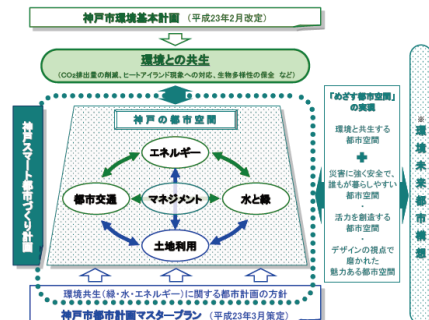 神戸市環境基本計画（平成23年2月改定）
環境との共生
（CO₂排出量の削減、ヒートアイランド現象への対応、生物多様性の保全 など）
神戸スマート都市づくり計画
神戸の都市空間
エネルギー
都市交通
マネジメント
水と緑
土地利用
「めざす都市空間」
の実現
環境と共生する
都市空間
+
災害に強く安全で、
誰もが暮らしやすい
都市空間
・
活力を創造する
都市空間
・
デザインの視点で
磨かれた
魅力ある都市空間
※環境未来都市構想
環境共生（緑・水・エネルギー）に関する都市計画の方針
神戸市都市計画マスタープラン（平成23年3月策定）